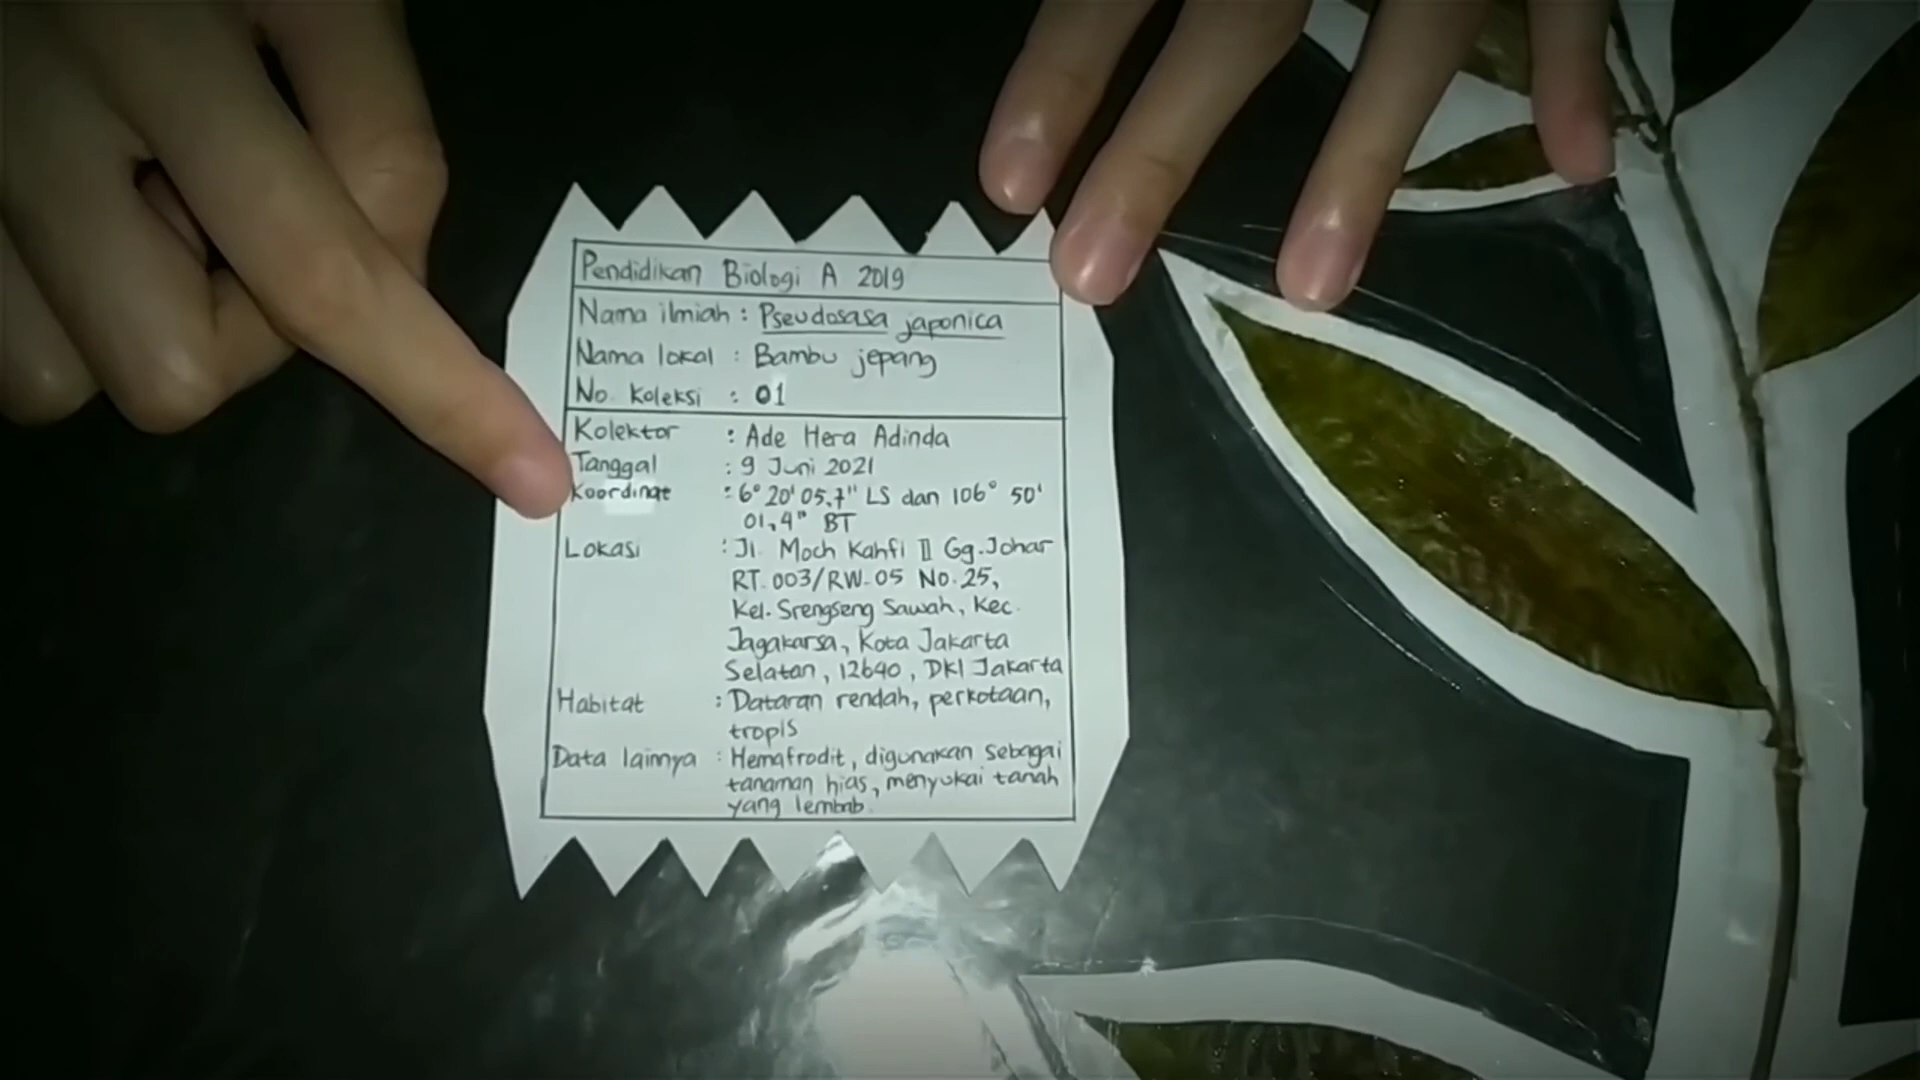 Pendidikan Biologi A 2019
Nama ilmiah : Pseudosasa japonica
Nama lokal : Bambu jepang
No. Koleksi : 01
Kolektor : Ade Hera Adinda
Tanggal : 9 Juni 2021
Koordinat : 6° 20' 05,7" LS dan 106° 50'
01,4" BT
Lokasi : Jl. Moch Kahfi II Gg. Johar
RT. 003/RW. 05 No. 25,
Kel. Srengseng Sawah, Kec.
Jagakarsa, Kota Jakarta
Selatan, 12640, DKI Jakarta
Habitat : Dataran rendah, perkotaan,
tropis
Data lainnya : Hemafrodit, digunakan sebagai
tanaman hias, menyukai tanah
yang lembab.